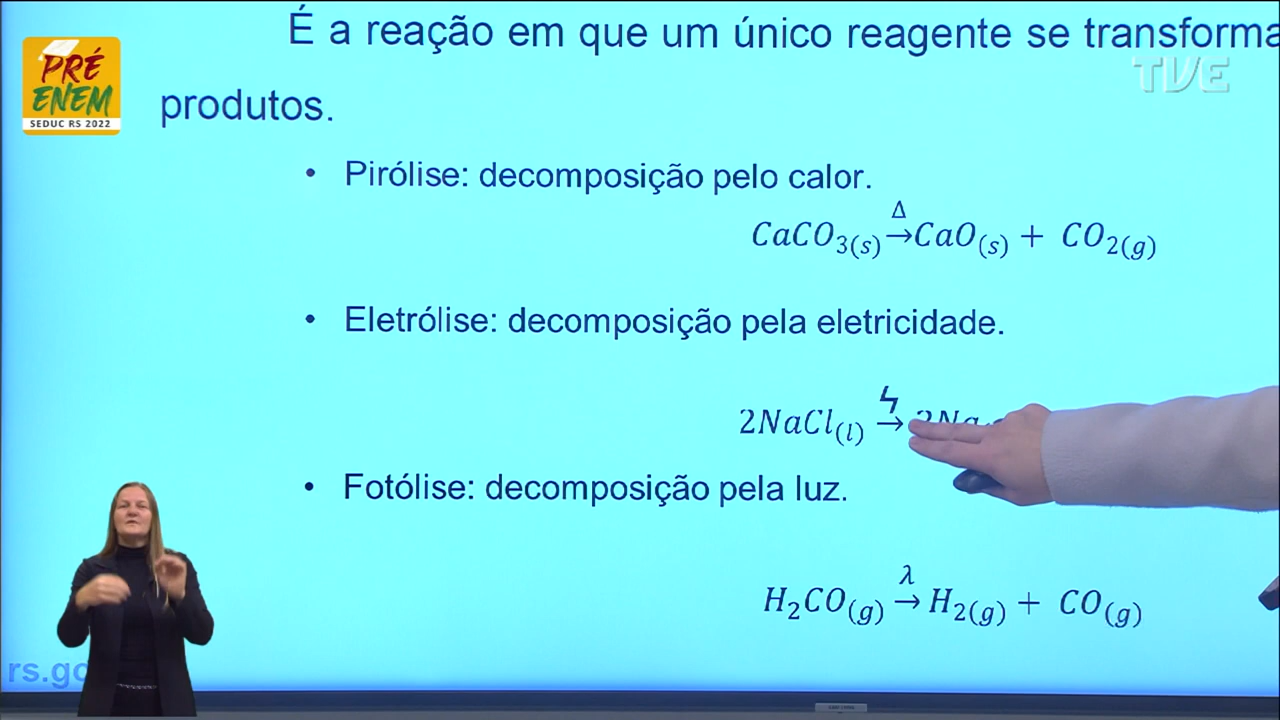 É a reação em que um único reagente se transforma
TVE
PRÉ
ENEM
SEDUC RS 2022
produtos.
• Pirólise: decomposição pelo calor.
Δ
CaCO₃(s) → CaO(s) + CO₂(g)
• Eletrólise: decomposição pela eletricidade.
ϟ
2NaCl(l) → 2Na
• Fotólise: decomposição pela luz.
λ
H₂CO(g) → H₂(g) + CO(g)
rs.go